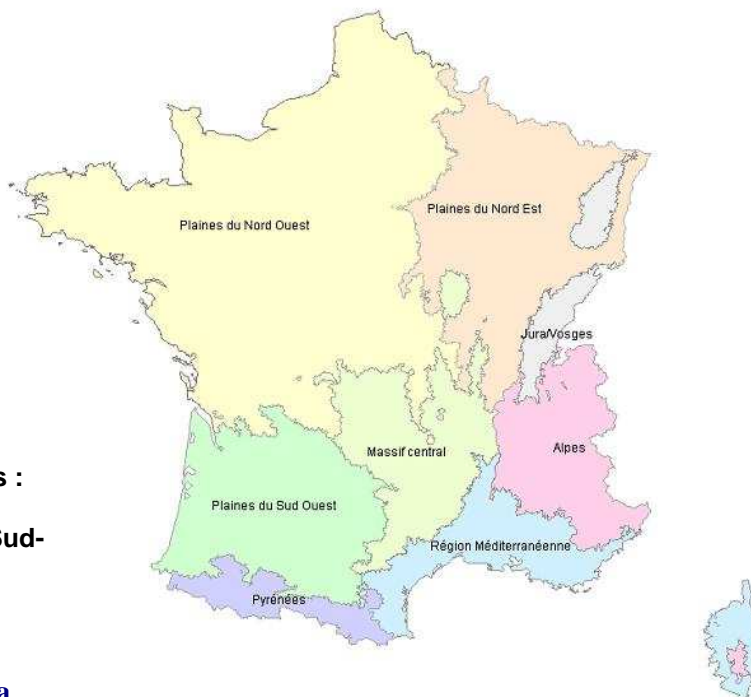 Plaines du Nord Ouest
Plaines du Nord Est
Jura/Vosges
Massif central
Alpes
s :
Plaines du Sud Ouest
Sud-
Région Méditerranéenne
Pyrénées
a